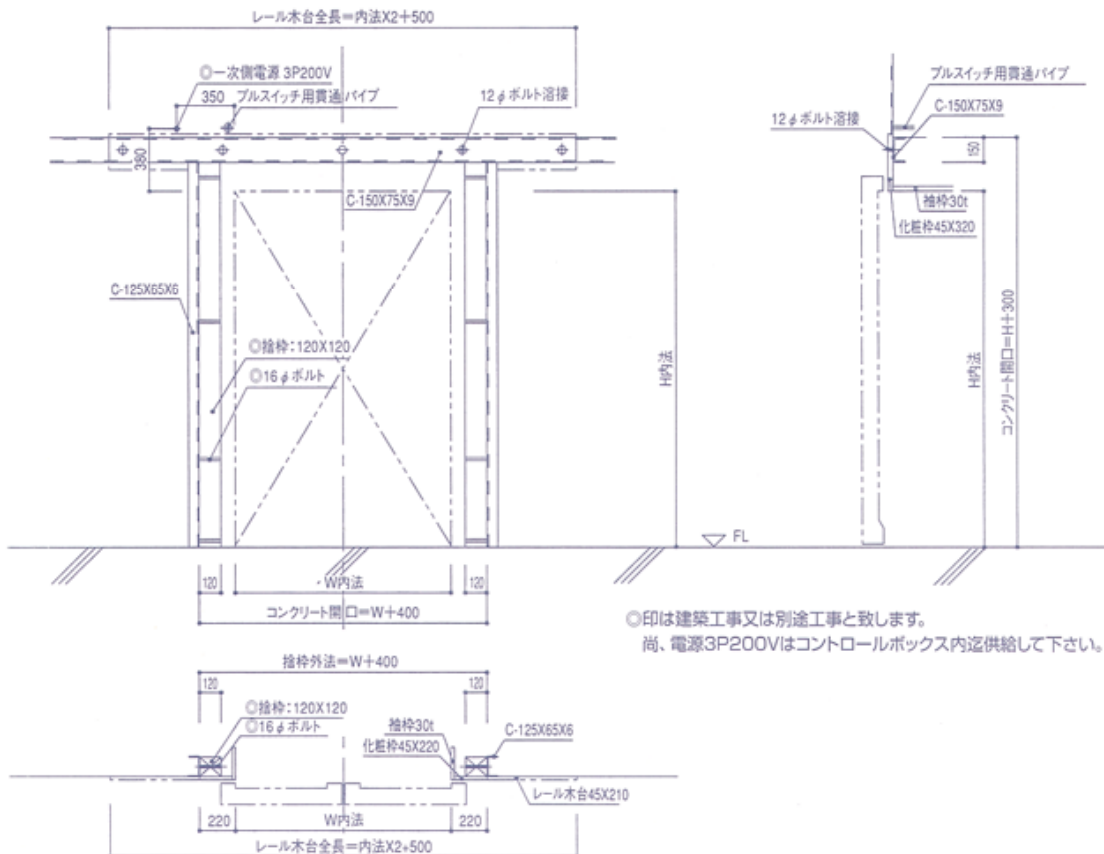 レール木台全長=内法X2+500
◎一次側電源 3P200V
350
プルスイッチ用貫通パイプ
12φボルト溶接
380
C-150X75X9
C-125X65X6
◎捨枠:120X120
◎16φボルト
H内法
120
W内法
120
コンクリート開口=W+400
プルスイッチ用貫通パイプ
C-150X75X9
12φボルト溶接
150
袖枠30t
化粧枠45X320
H内法
コンクリート開口=H+300
FL
◎印は建築工事又は別途工事と致します。
尚、電源3P200Vはコントロールボックス内迄供給して下さい。
捨枠外法=W+400
120
120
◎捨枠:120X120
◎16φボルト
袖枠30t
化粧枠45X220
C-125X65X6
レール木台45X210
220
W内法
220
レール木台全長=内法X2+500